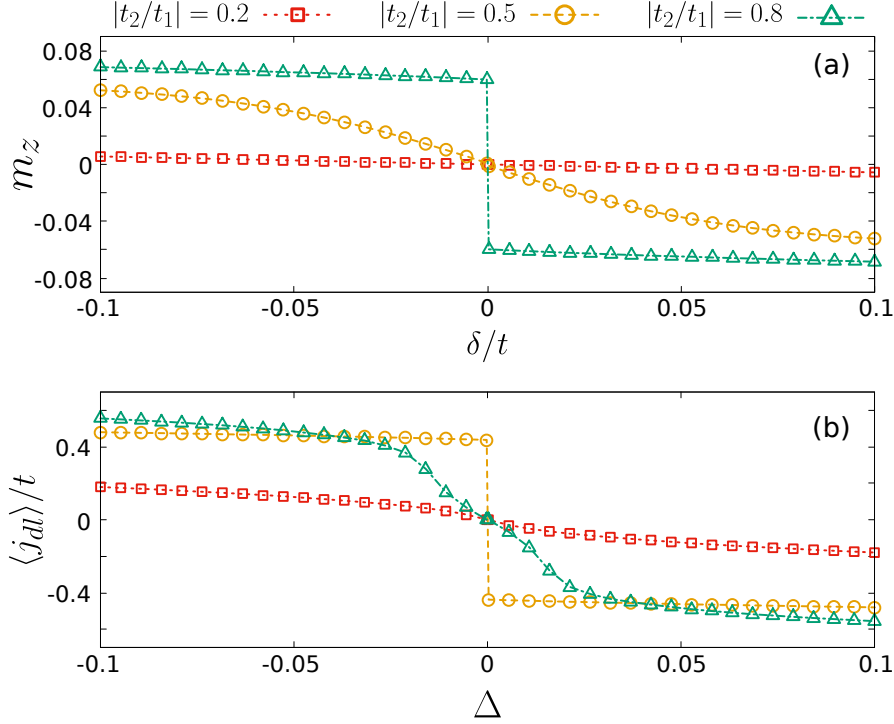 |t₂/t₁| = 0.2 |t₂/t₁| = 0.5 |t₂/t₁| = 0.8
(a)
0.08
0.04
0
-0.04
-0.08
m_z
-0.1 -0.05 0 0.05 0.1
δ/t
(b)
0.4
0
-0.4
⟨j_dl⟩/t
-0.1 -0.05 0 0.05 0.1
Δ